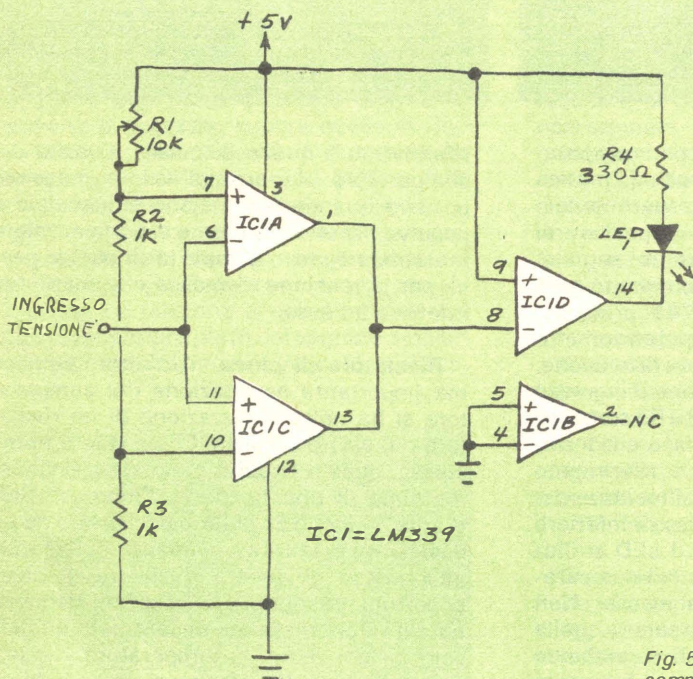 + 5V
R1
10K
7
+
3
IC1A
1
6
-
R2
1K
R4
330Ω
LED
1
9
+
IC1D
14
8
-
INGRESSO
TENSIONE
11
+
IC1C
13
10
-
12
5
+
IC1B
2
NC
4
-
R3
1K
IC1 = LM339
Fig. 5